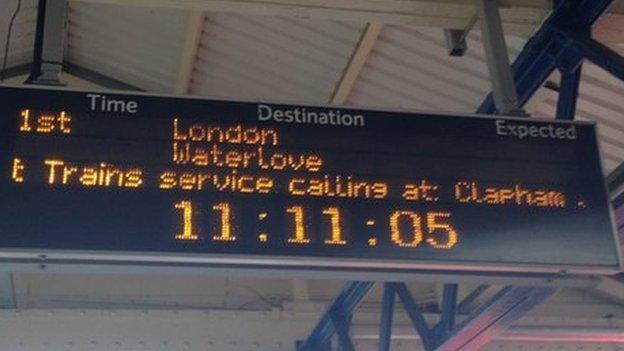 Time Destination Expected
1st London
Waterlove
t Trains service calling at: Clapham
11:11:05